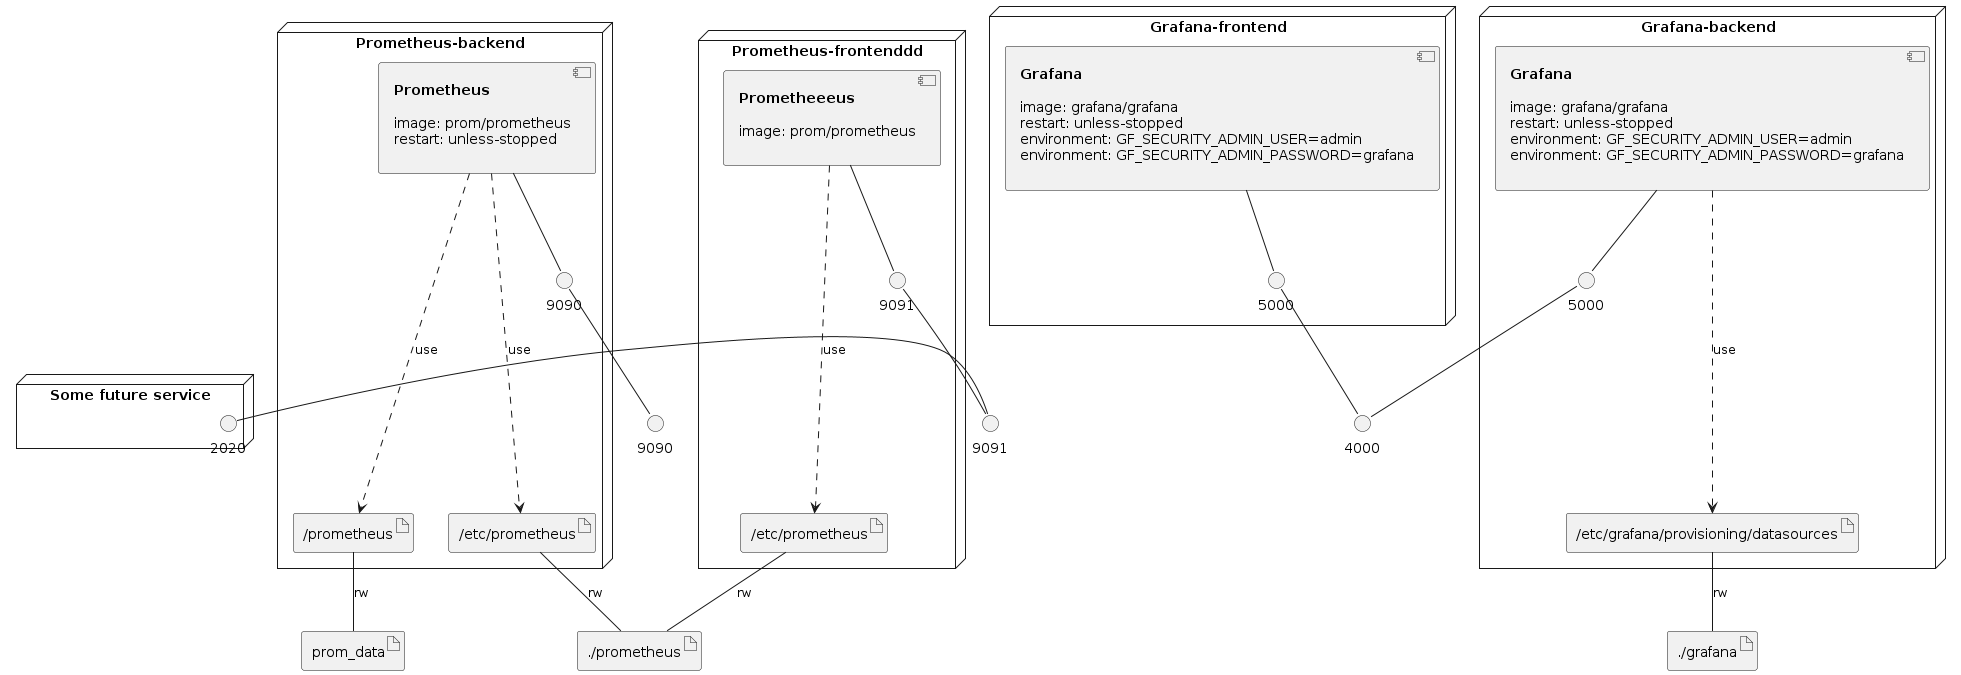 Prometheus-backend
Prometheus
image: prom/prometheus
restart: unless-stopped
9090
use
use
/prometheus
/etc/prometheus
Prometheus-frontenddd
Prometheeeus
image: prom/prometheus
9091
use
/etc/prometheus
Grafana-frontend
Grafana
image: grafana/grafana
restart: unless-stopped
environment: GF_SECURITY_ADMIN_USER=admin
environment: GF_SECURITY_ADMIN_PASSWORD=grafana
5000
Grafana-backend
Grafana
image: grafana/grafana
restart: unless-stopped
environment: GF_SECURITY_ADMIN_USER=admin
environment: GF_SECURITY_ADMIN_PASSWORD=grafana
5000
use
/etc/grafana/provisioning/datasources
Some future service
2020
9090
9091
4000
rw
rw
rw
rw
prom_data
./prometheus
./grafana